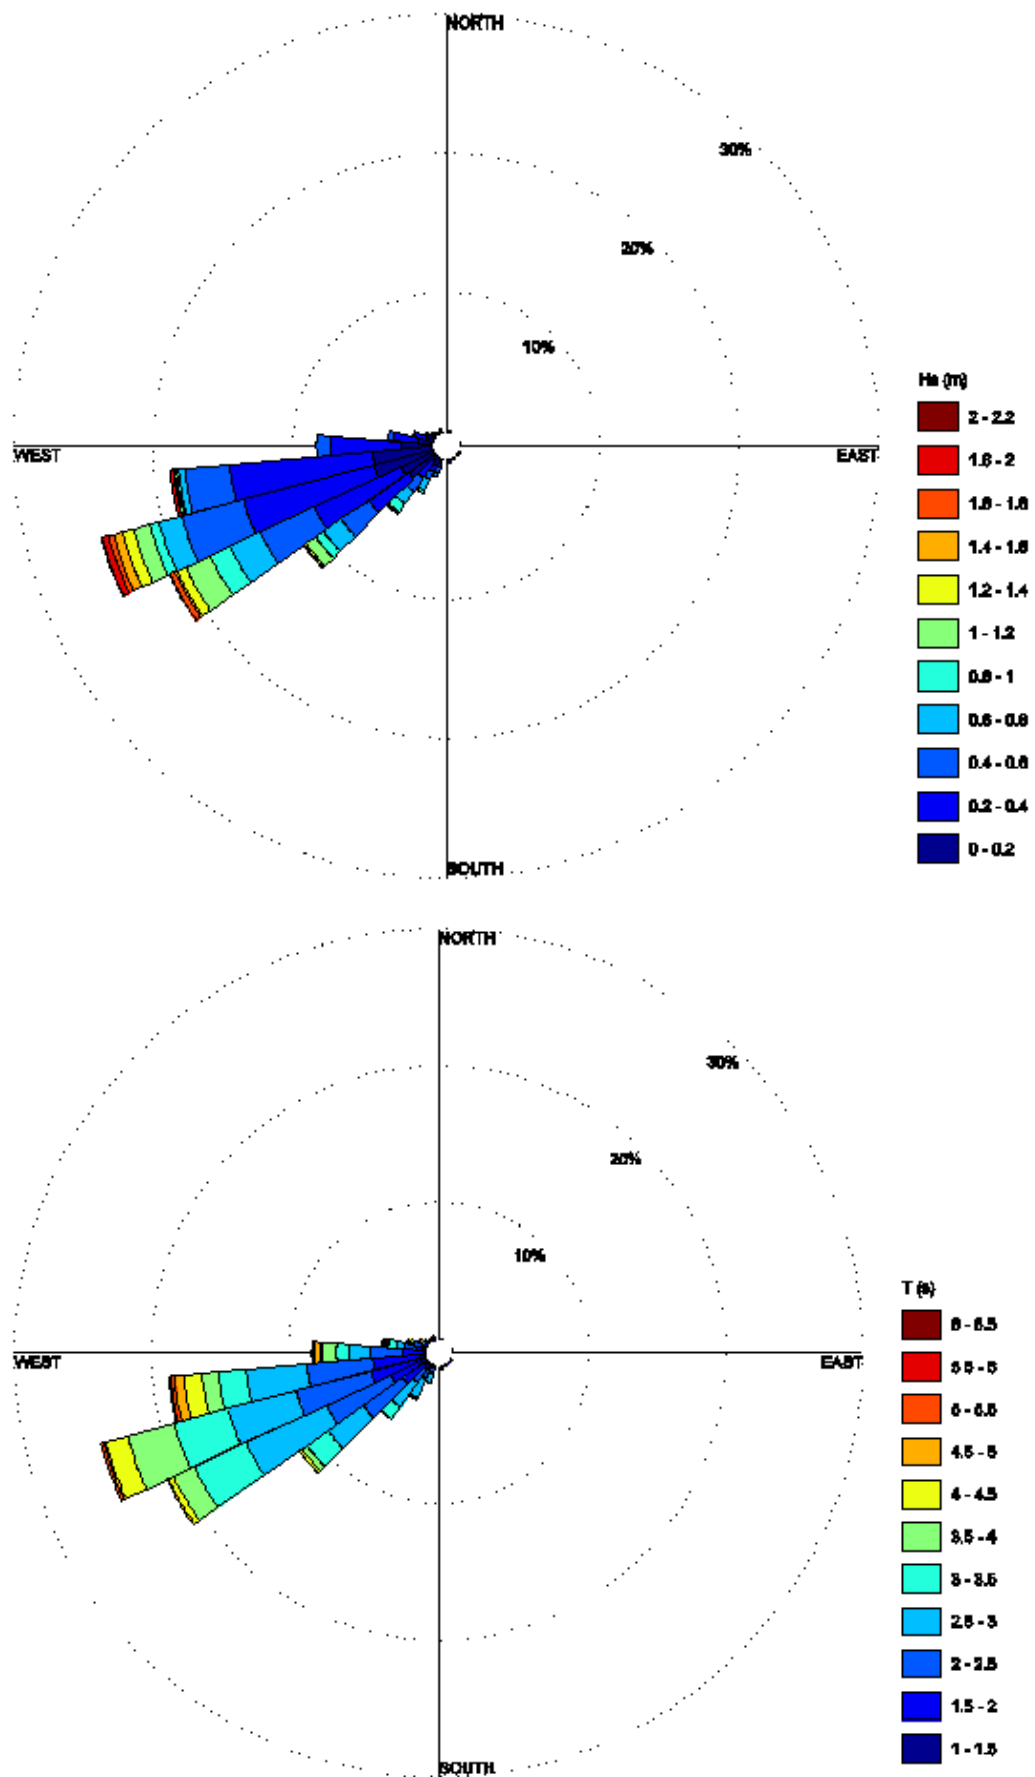 NORTH
30%
20%
10%
WEST
EAST
SOUTH
Hs (m)
2 - 2.2
1.8 - 2
1.6 - 1.8
1.4 - 1.6
1.2 - 1.4
1 - 1.2
0.8 - 1
0.6 - 0.8
0.4 - 0.6
0.2 - 0.4
0 - 0.2
NORTH
30%
20%
10%
WEST
EAST
SOUTH
T (s)
6 - 6.5
5.5 - 6
5 - 5.5
4.5 - 5
4 - 4.5
3.5 - 4
3 - 3.5
2.5 - 3
2 - 2.5
1.5 - 2
1 - 1.5